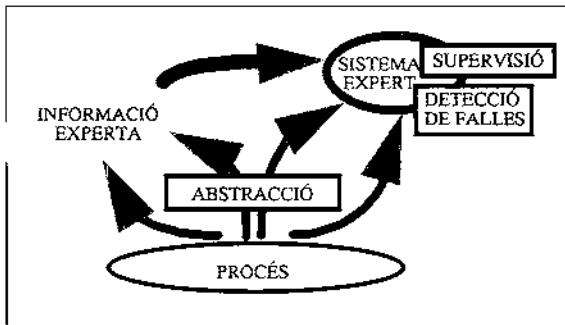 SISTEMA
EXPERT
SUPERVISIÓ
DETECCIÓ
DE FALLES
INFORMACIÓ
EXPERTA
ABSTRACCIÓ
PROCÉS